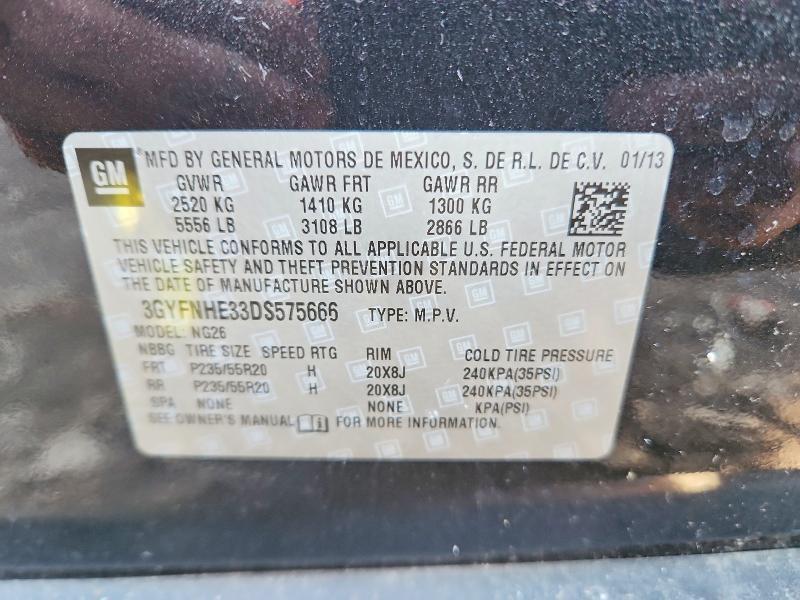 GM MFD BY GENERAL MOTORS DE MEXICO, S. DE R.L. DE C.V. 01/13
GVWR GAWR FRT GAWR RR
2520 KG 1410 KG 1300 KG
5556 LB 3108 LB 2866 LB
THIS VEHICLE CONFORMS TO ALL APPLICABLE U.S. FEDERAL MOTOR
VEHICLE SAFETY AND THEFT PREVENTION STANDARDS IN EFFECT ON
THE DATE OF MANUFACTURE SHOWN ABOVE.
3GYFNHE33DS575666 TYPE: M.P.V.
MODEL: NG26
NBBG TIRE SIZE SPEED RTG RIM COLD TIRE PRESSURE
FRT P235/55R20 H 20X8J 240KPA(35PSI)
RR P235/55R20 H 20X8J 240KPA(35PSI)
SPA NONE NONE KPA(PSI)
SEE OWNER'S MANUAL FOR MORE INFORMATION.